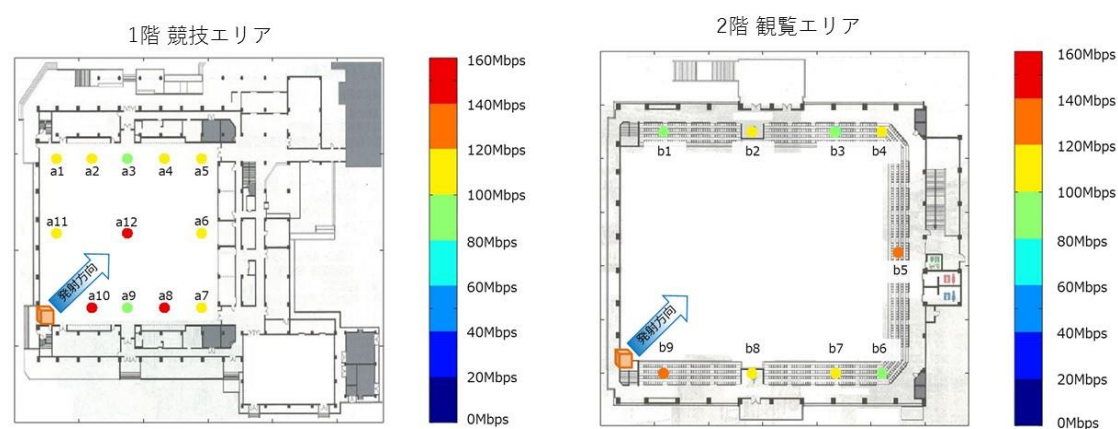 1階 競技エリア
a1
a2
a3
a4
a5
a11
a12
a6
発射方向
a10
a9
a8
a7
160Mbps
140Mbps
120Mbps
100Mbps
80Mbps
60Mbps
40Mbps
20Mbps
0Mbps
2階 観覧エリア
b1
b2
b3
b4
b5
発射方向
b9
b8
b7
b6
160Mbps
140Mbps
120Mbps
100Mbps
80Mbps
60Mbps
40Mbps
20Mbps
0Mbps